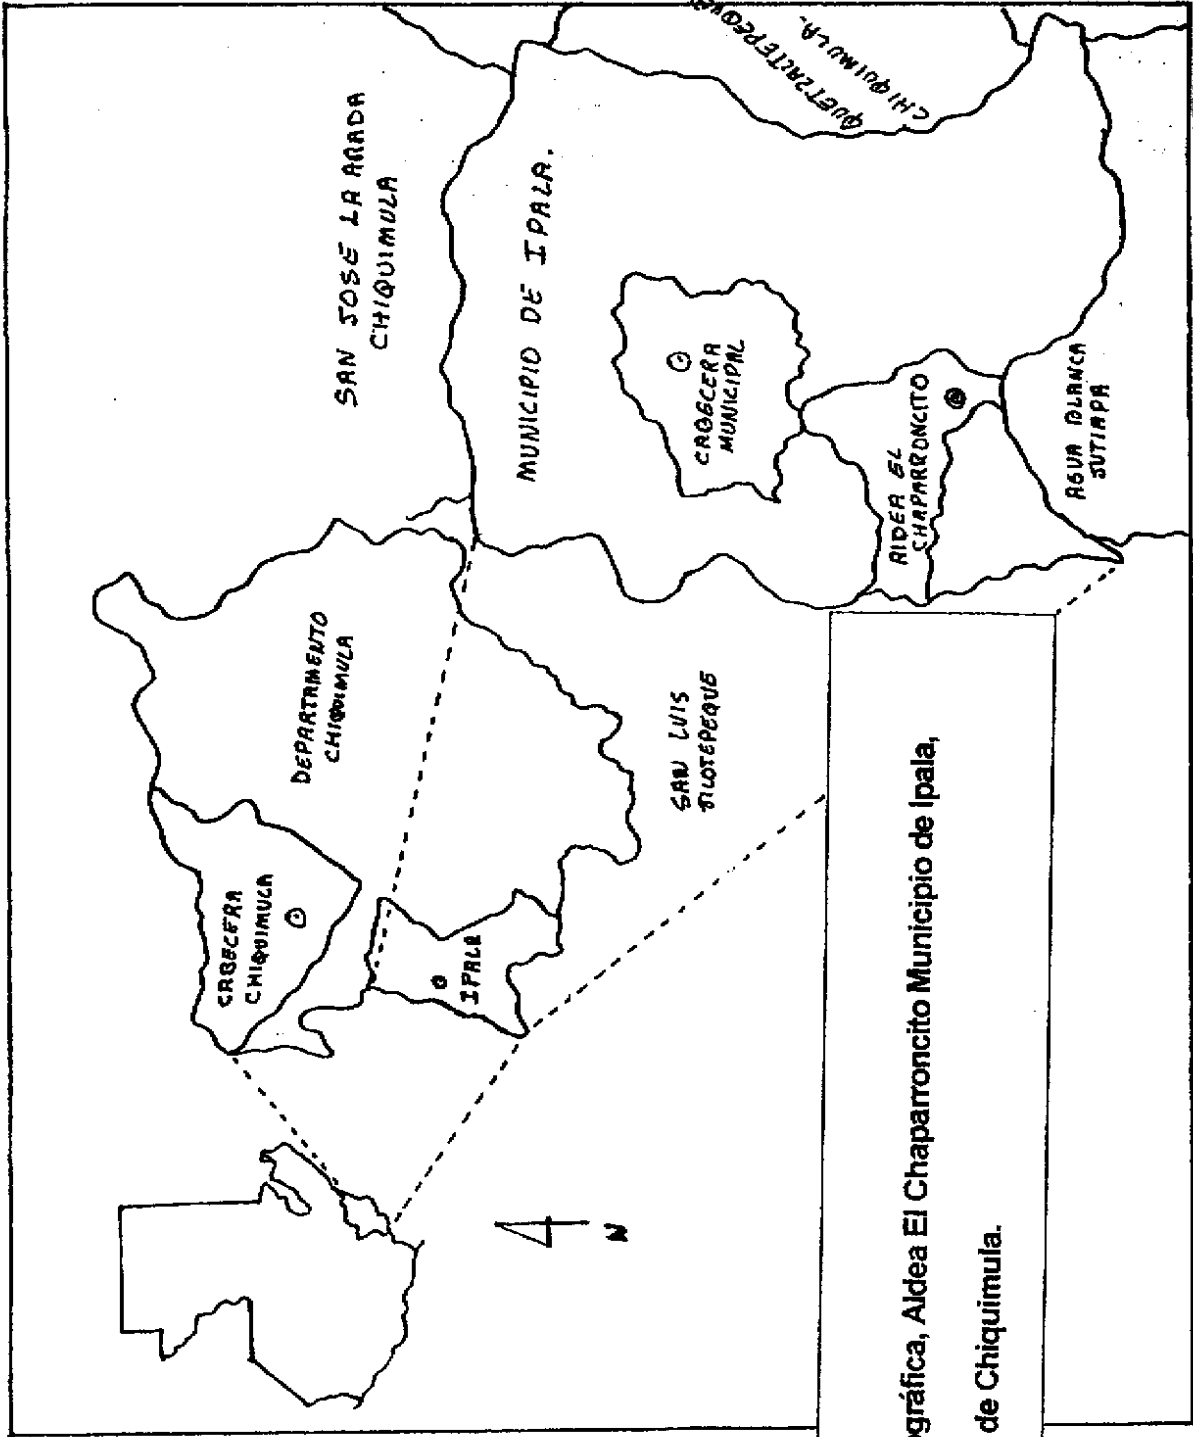 SAN JOSE LA ARADA
CHIQUIMULA
MUNICIPIO DE IPALA.
QUETZALTEPEQUE
CHIQUIMULA.
DEPARTAMENTO
CHIQUIMULA
CABECERA
CHIQUIMULA
IPALA
SAN LUIS
JILOTEPEQUE
CABECERA
MUNICIPAL
ALDEA EL
CHAPARRONCITO
AGUA BLANCA
JUTIAPA
N
ográfica, Aldea El Chaparroncito Municipio de Ipala,
de Chiquimula.